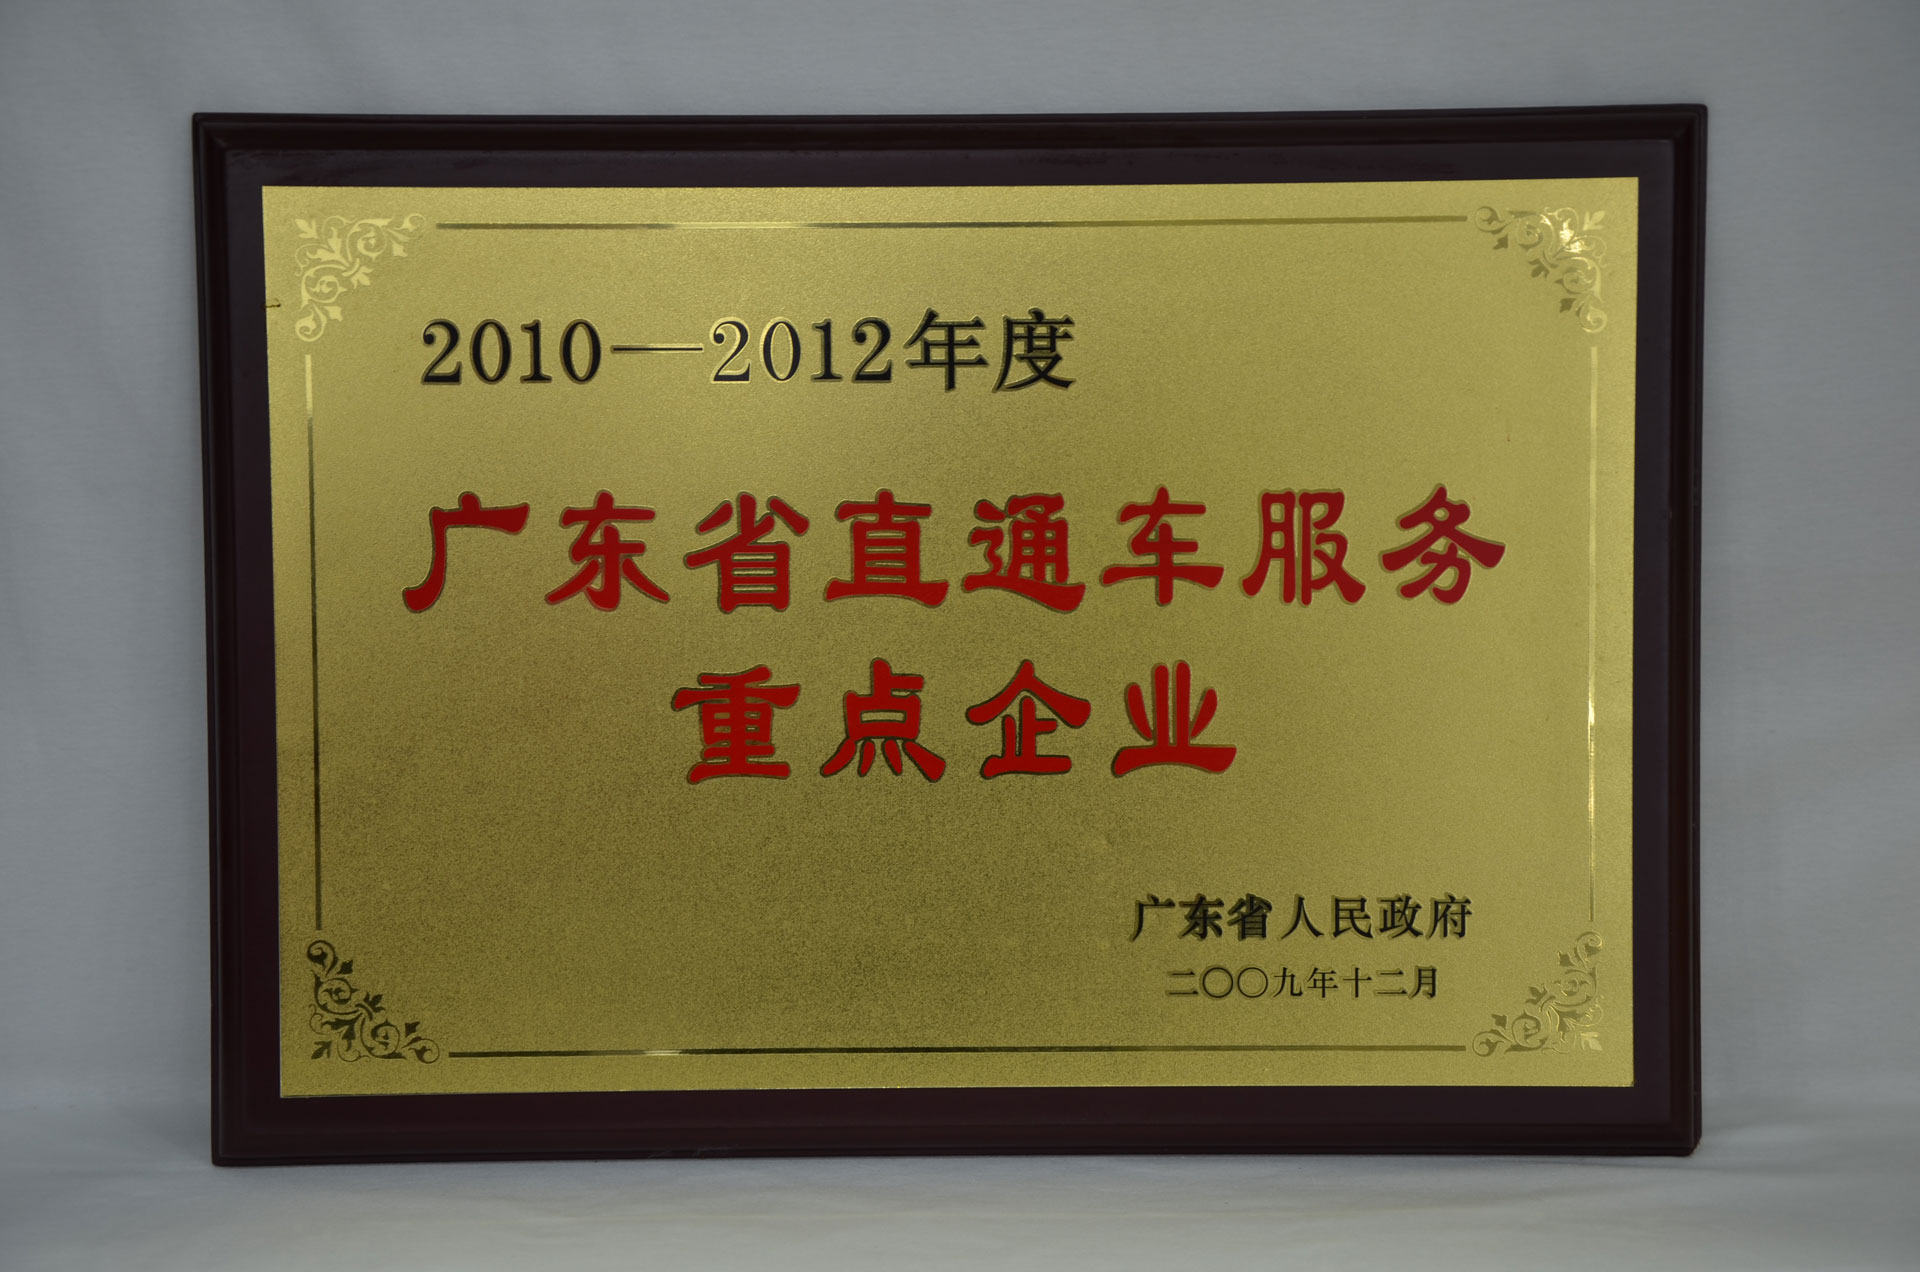 2010—2012年度
广东省直通车服务
重点企业
广东省人民政府
二〇〇九年十二月